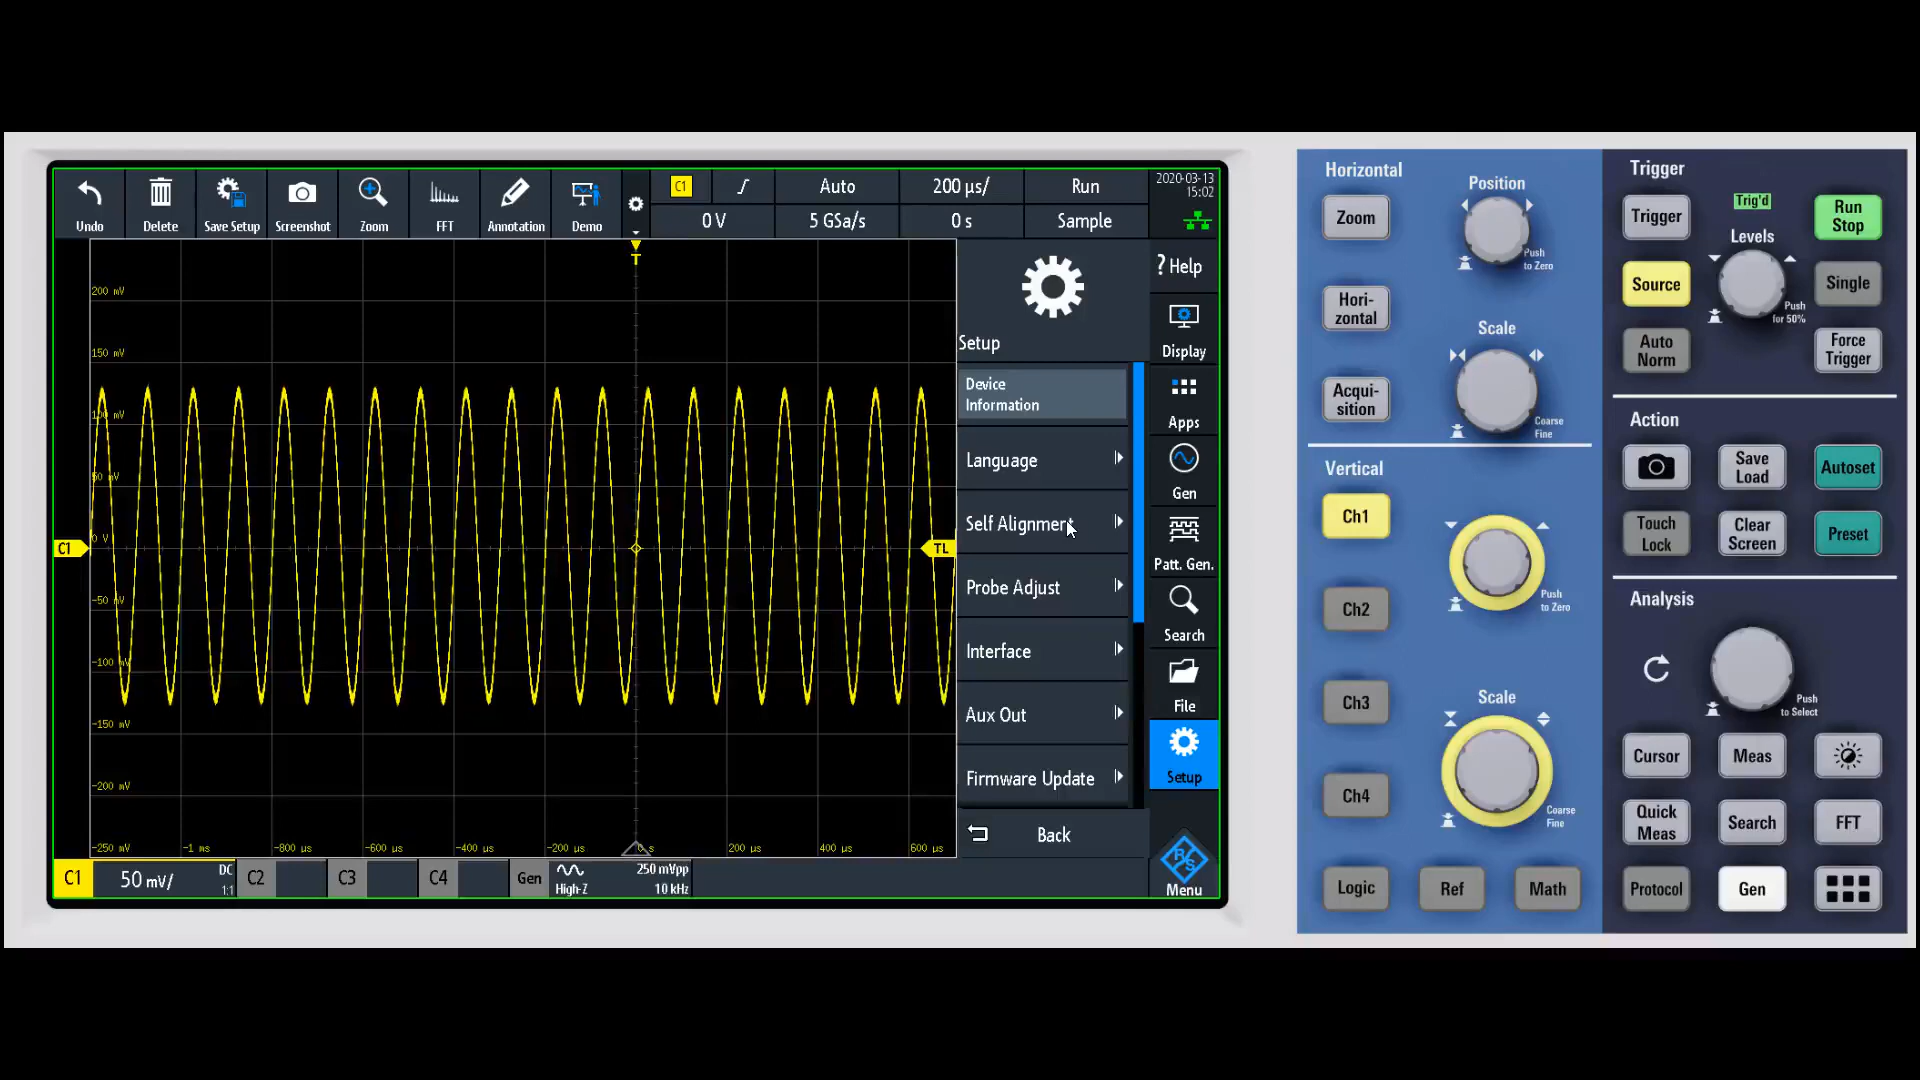 Undo
Delete
Save Setup
Screenshot
Zoom
FFT
Annotation
Demo
C1
Auto
200 µs/
Run
0 V
5 GSa/s
0 s
Sample
2020-03-13
15:02
T
200 mV
150 mV
100 mV
50 mV
0 V
-50 mV
-100 mV
-150 mV
-200 mV
-250 mV
-1 ms
-800 µs
-600 µs
-400 µs
-200 µs
0 s
200 µs
400 µs
600 µs
C1
TL
Setup
Device
Information
Language
Self Alignment
Probe Adjust
Interface
Aux Out
Firmware Update
Back
? Help
Display
Apps
Gen
Patt. Gen.
Search
File
Setup
R&S
Menu
C1
50 mV/
DC
1:1
C2
C3
C4
Gen
High-Z
250 mVpp
10 kHz
Horizontal
Zoom
Position
Push
to Zero
Hori-
zontal
Scale
Acqui-
sition
Coarse
Fine
Vertical
Ch1
Push
to Zero
Ch2
Ch3
Scale
Ch4
Coarse
Fine
Logic
Ref
Math
Trigger
Trigger
Trig'd
Run
Stop
Levels
Source
Single
Push
for 50%
Auto
Norm
Force
Trigger
Action
Save
Load
Autoset
Touch
Lock
Clear
Screen
Preset
Analysis
Push
to Select
Cursor
Meas
Quick
Meas
Search
FFT
Protocol
Gen